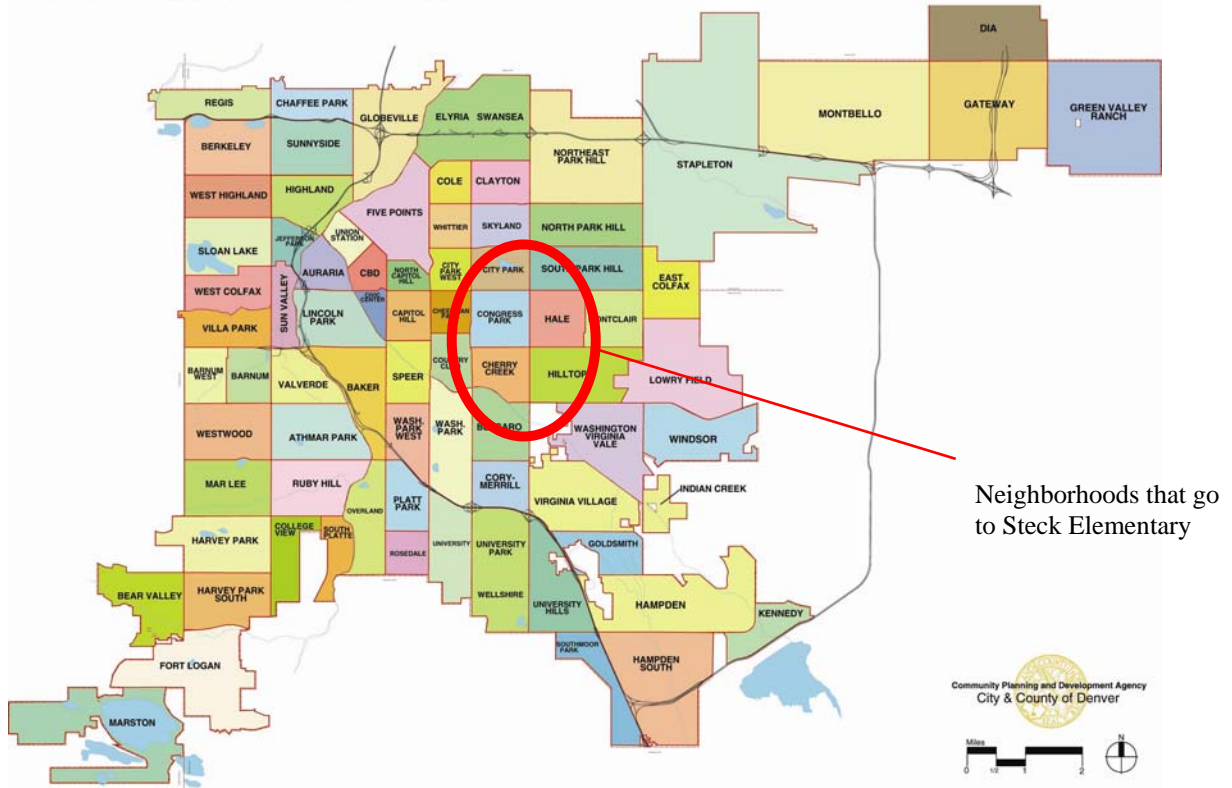 DIA
REGIS
CHAFFEE PARK
GLOBEVILLE
ELYRIA SWANSEA
MONTBELLO
GATEWAY
GREEN VALLEY
RANCH
BERKELEY
SUNNYSIDE
NORTHEAST
PARK HILL
STAPLETON
WEST HIGHLAND
HIGHLAND
COLE
CLAYTON
FIVE POINTS
WHITTIER
SKYLAND
NORTH PARK HILL
SLOAN LAKE
JEFFERSON
PARK
UNION
STATION
AURARIA
CBD
NORTH
CAPITOL
HILL
CITY
PARK
WEST
CITY PARK
SOUTH PARK HILL
EAST
COLFAX
WEST COLFAX
SUN VALLEY
LINCOLN
PARK
CIVIC
CENTER
CAPITOL
HILL
CONGRESS
PARK
HALE
VILLA PARK
BARNUM
WEST
BARNUM
VALVERDE
BAKER
SPEER
CHERRY
CREEK
HILLTOP
LOWRY FIELD
WESTWOOD
ATHMAR PARK
WASH.
PARK
WEST
WASH.
PARK
WASHINGTON
VIRGINIA
VALE
WINDSOR
MAR LEE
RUBY HILL
OVERLAND
PLATT
PARK
CORY-
MERRILL
VIRGINIA VILLAGE
INDIAN CREEK
Neighborhoods that go
to Steck Elementary
HARVEY PARK
COLLEGE
VIEW
SOUTH
PLATTE
ROSEDALE
UNIVERSITY
UNIVERSITY
PARK
GOLDSMITH
BEAR VALLEY
HARVEY PARK
SOUTH
WELLSHIRE
UNIVERSITY
HILLS
HAMPDEN
KENNEDY
FORT LOGAN
SOUTHMOOR
PARK
HAMPDEN
SOUTH
MARSTON
Community Planning and Development Agency
City & County of Denver
Miles
0 1/2 1 2
N